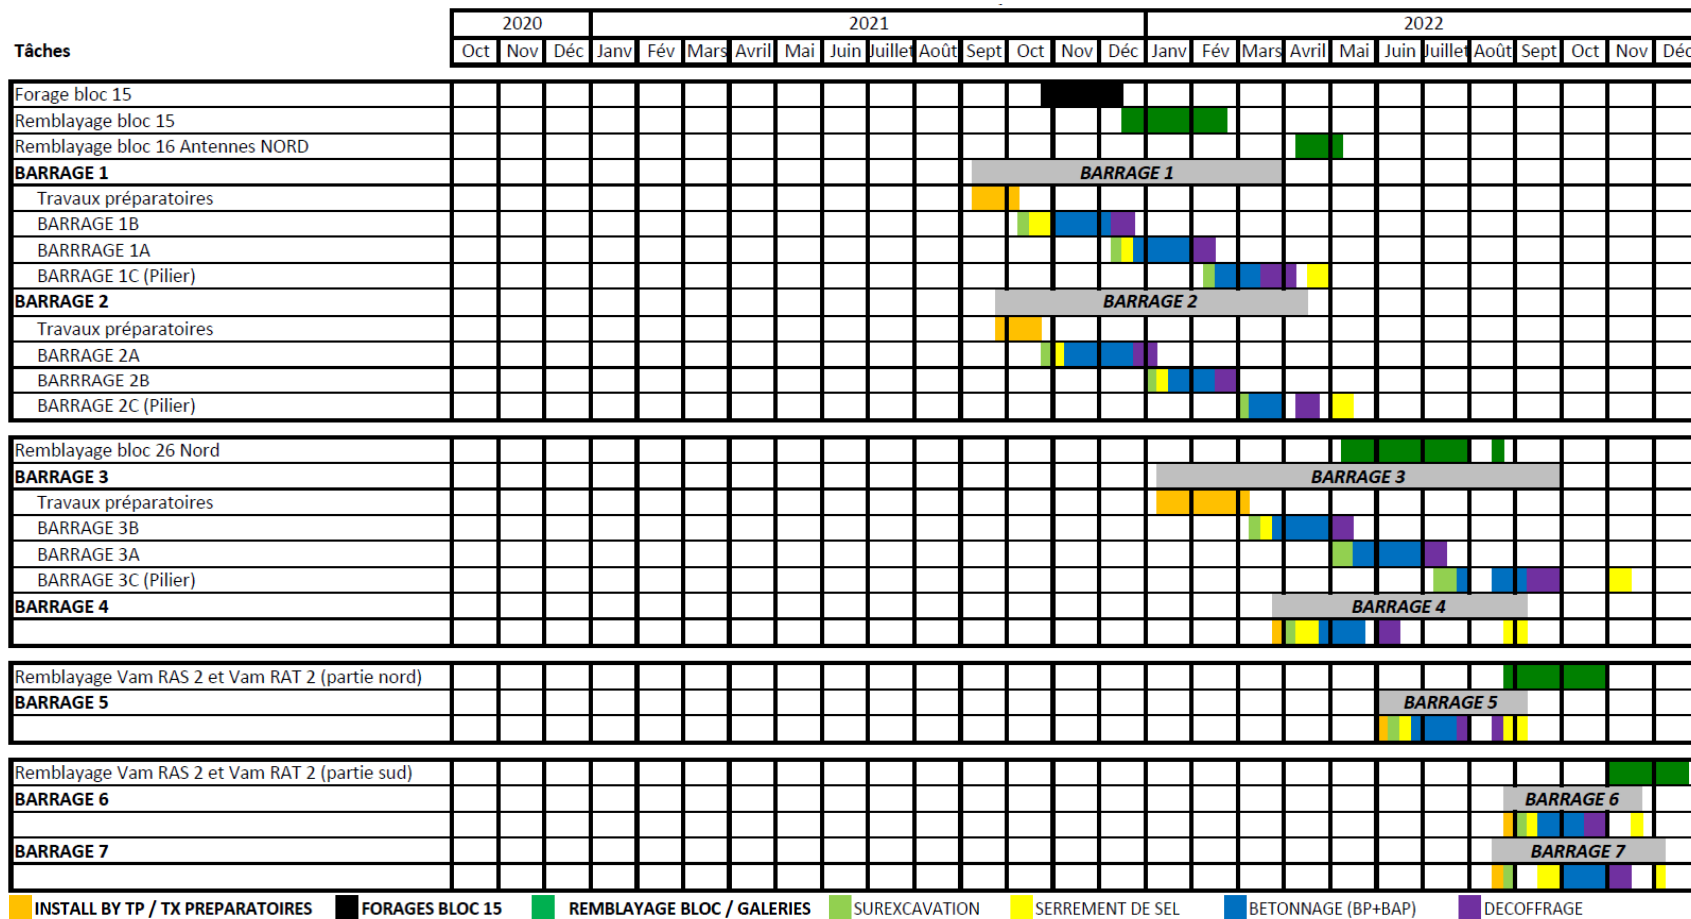 2020 2021 2022
Tâches Oct Nov Déc Janv Fév Mars Avril Mai Juin Juillet Août Sept Oct Nov Déc Janv Fév Mars Avril Mai Juin Juillet Août Sept Oct Nov Déc
Forage bloc 15
Remblayage bloc 15
Remblayage bloc 16 Antennes NORD
BARRAGE 1 BARRAGE 1
Travaux préparatoires
BARRAGE 1B
BARRRAGE 1A
BARRAGE 1C (Pilier)
BARRAGE 2 BARRAGE 2
Travaux préparatoires
BARRAGE 2A
BARRRAGE 2B
BARRAGE 2C (Pilier)
Remblayage bloc 26 Nord
BARRAGE 3 BARRAGE 3
Travaux préparatoires
BARRAGE 3B
BARRAGE 3A
BARRAGE 3C (Pilier)
BARRAGE 4 BARRAGE 4
Remblayage Vam RAS 2 et Vam RAT 2 (partie nord)
BARRAGE 5 BARRAGE 5
Remblayage Vam RAS 2 et Vam RAT 2 (partie sud)
BARRAGE 6 BARRAGE 6
BARRAGE 7 BARRAGE 7
INSTALL BY TP / TX PREPARATOIRES FORAGES BLOC 15 REMBLAYAGE BLOC / GALERIES SUREXCAVATION SERREMENT DE SEL BETONNAGE (BP+BAP) DECOFFRAGE